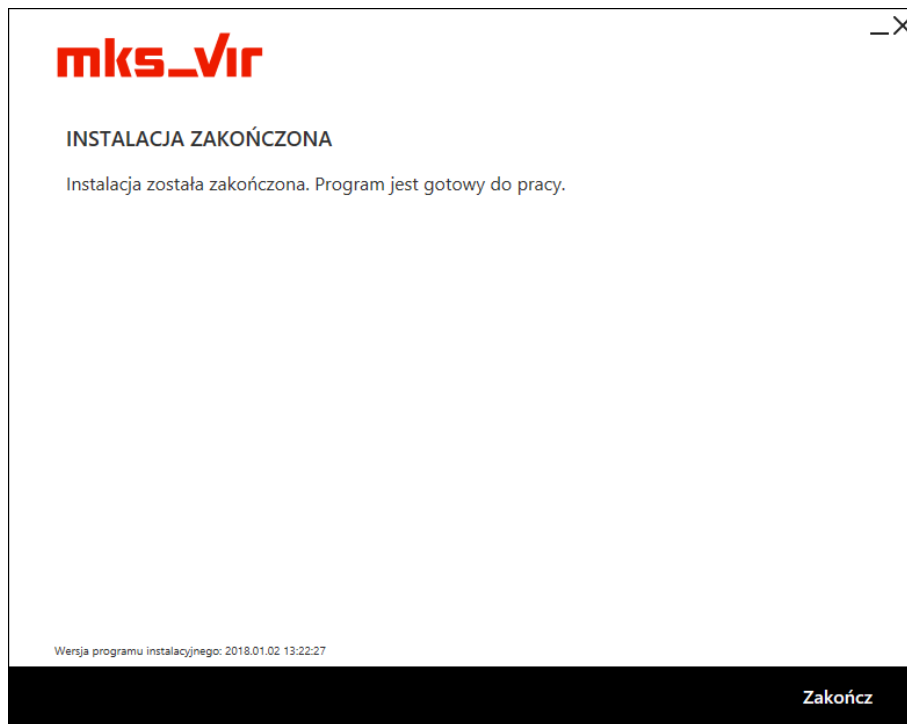 mks_vir
INSTALACJA ZAKOŃCZONA
Instalacja została zakończona. Program jest gotowy do pracy.
Wersja programu instalacyjnego: 2018.01.02 13:22:27
Zakończ